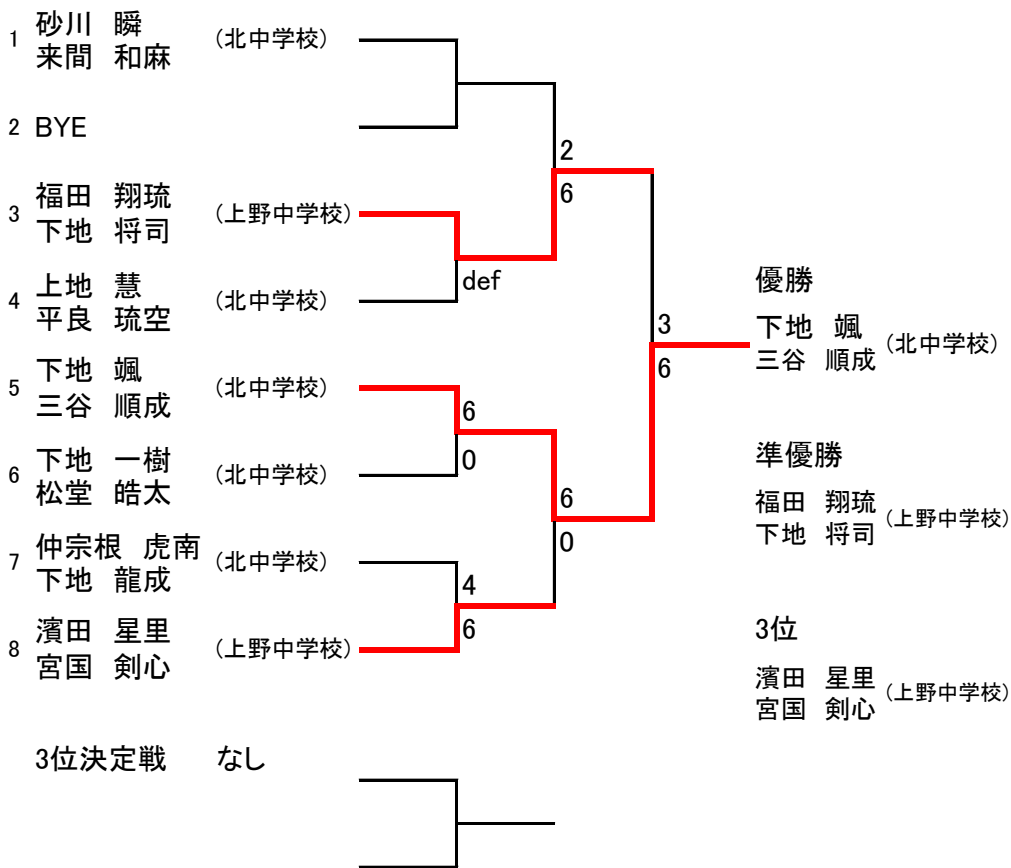 1 砂川 瞬
来間 和麻 (北中学校)
2 BYE
3 福田 翔琉
下地 将司 (上野中学校)
4 上地 慧
平良 琉空 (北中学校)
5 下地 颯
三谷 順成 (北中学校)
6 下地 一樹
松堂 皓太 (北中学校)
7 仲宗根 虎南
下地 龍成 (北中学校)
8 濱田 星里
宮国 剣心 (上野中学校)
def
6
0
4
6
2
6
6
0
3
6
優勝
下地 颯
三谷 順成 (北中学校)
準優勝
福田 翔琉
下地 将司 (上野中学校)
3位
濱田 星里
宮国 剣心 (上野中学校)
3位決定戦 なし